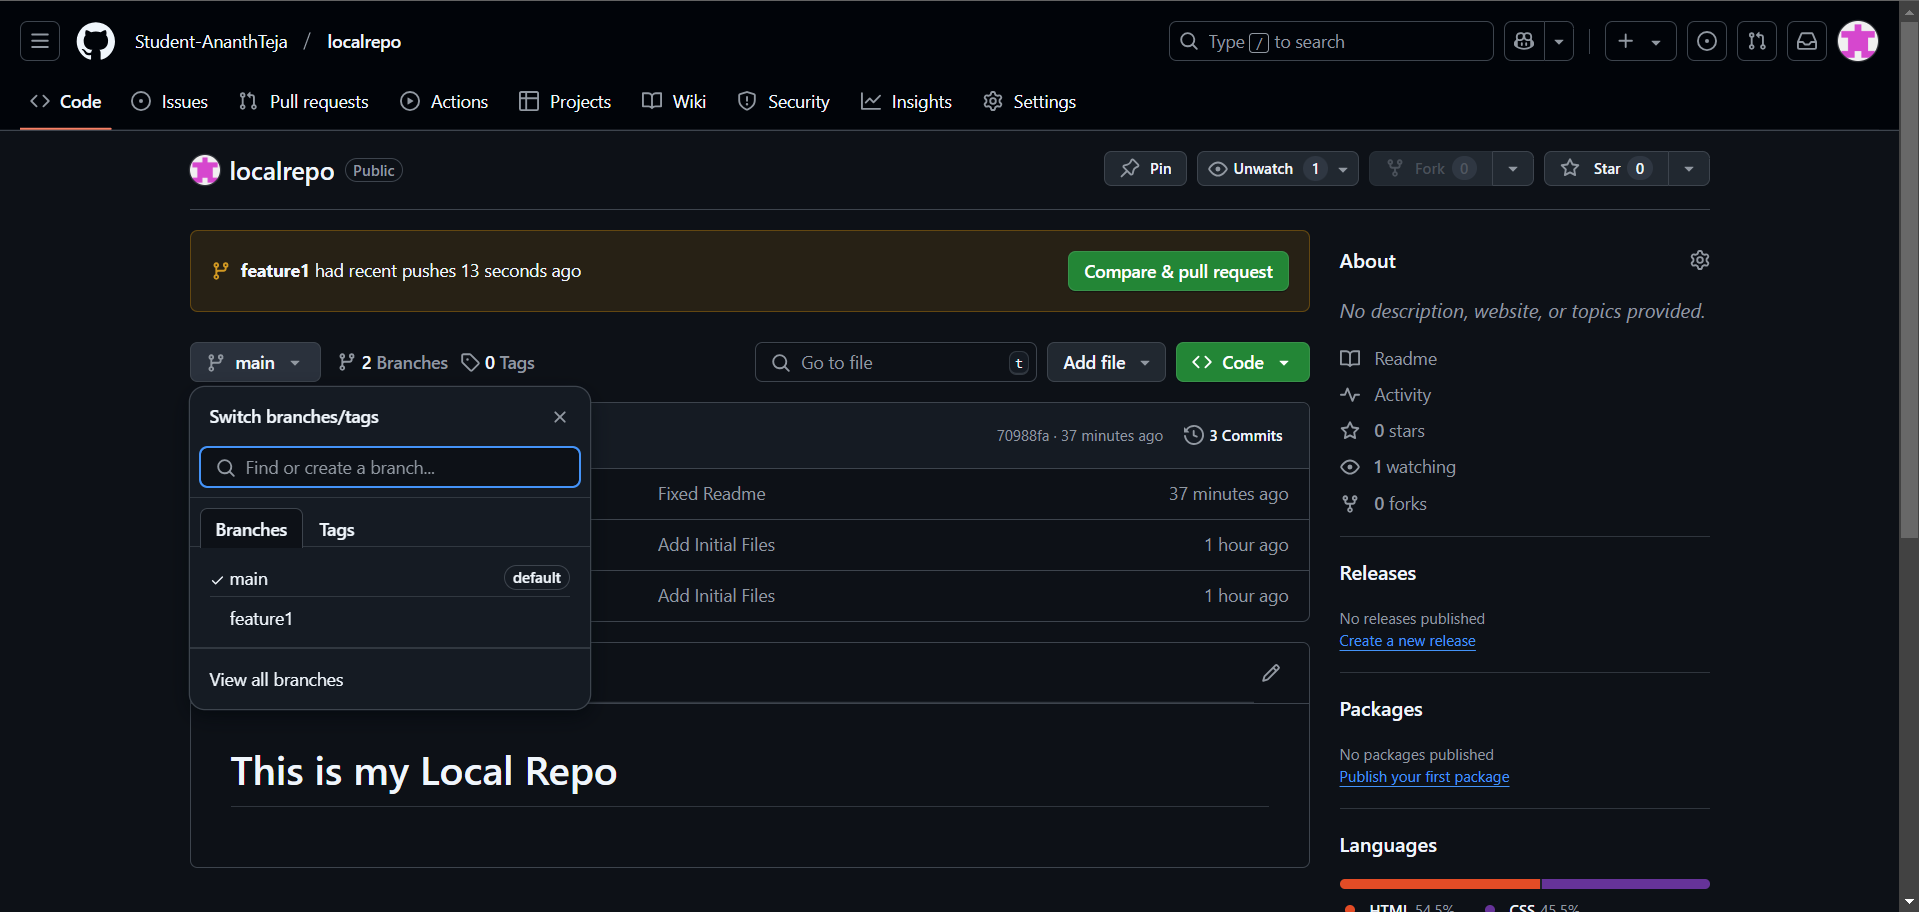 Student-AnanthTeja / localrepo
Type / to search
Code Issues Pull requests Actions Projects Wiki Security Insights Settings
localrepo Public
Pin Unwatch 1 Fork 0 Star 0
feature1 had recent pushes 13 seconds ago
Compare & pull request
main 2 Branches 0 Tags
Go to file t Add file Code
Switch branches/tags
Find or create a branch...
Branches Tags
main default
feature1
View all branches
70988fa · 37 minutes ago 3 Commits
Fixed Readme 37 minutes ago
Add Initial Files 1 hour ago
Add Initial Files 1 hour ago
This is my Local Repo
About
No description, website, or topics provided.
Readme
Activity
0 stars
1 watching
0 forks
Releases
No releases published
Create a new release
Packages
No packages published
Publish your first package
Languages
HTML 54.5% CSS 45.5%